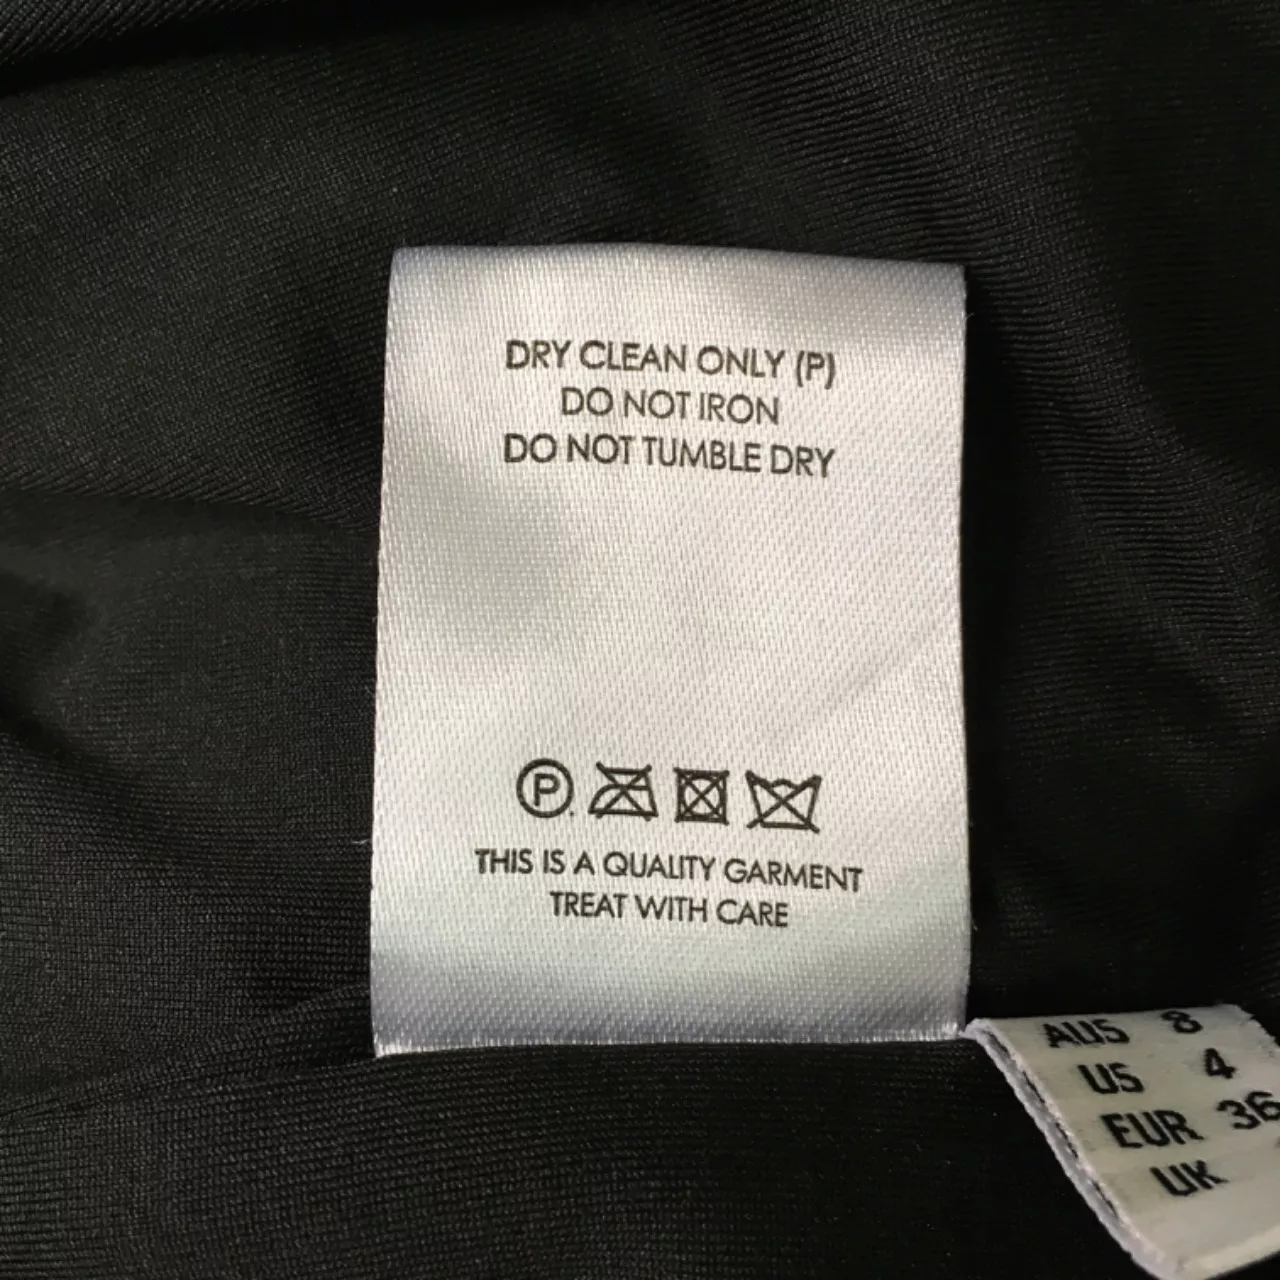 DRY CLEAN ONLY (P)
DO NOT IRON
DO NOT TUMBLE DRY
P
THIS IS A QUALITY GARMENT
TREAT WITH CARE
AUS 8
US 4
EUR 36
UK